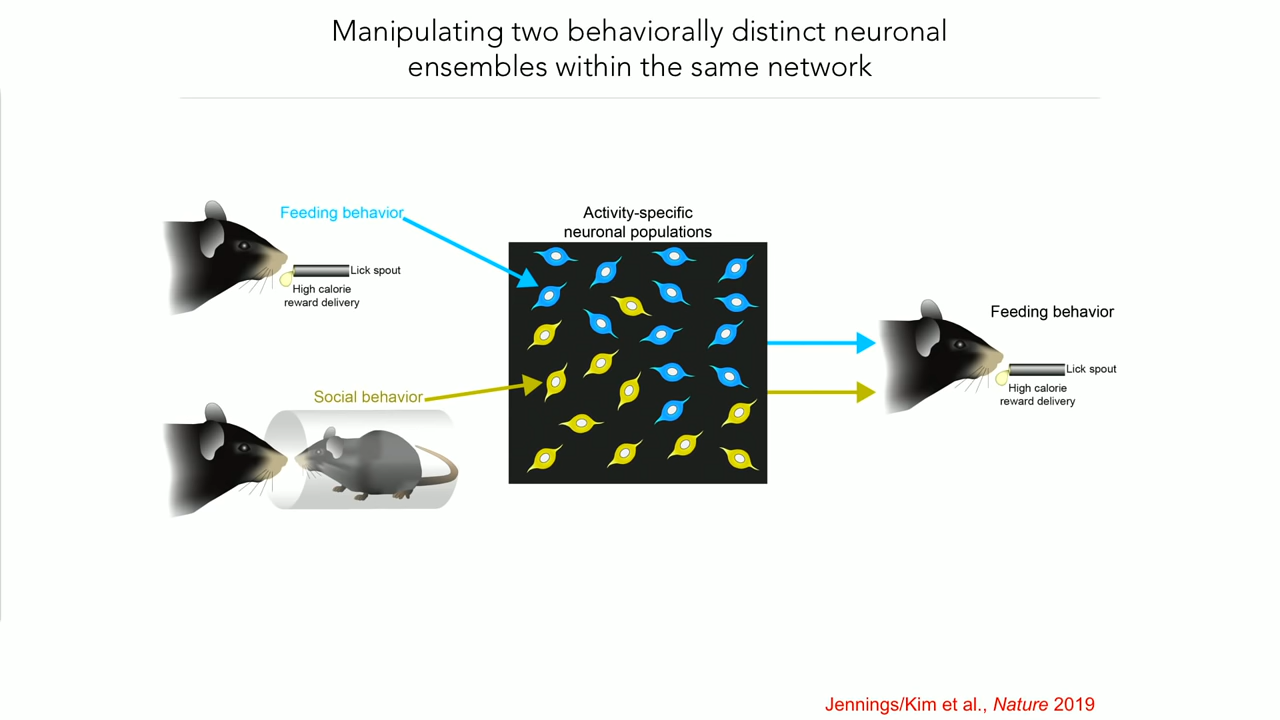 Manipulating two behaviorally distinct neuronal
ensembles within the same network
Feeding behavior
Lick spout
High calorie
reward delivery
Social behavior
Activity-specific
neuronal populations
Feeding behavior
Lick spout
High calorie
reward delivery
Jennings/Kim et al., Nature 2019